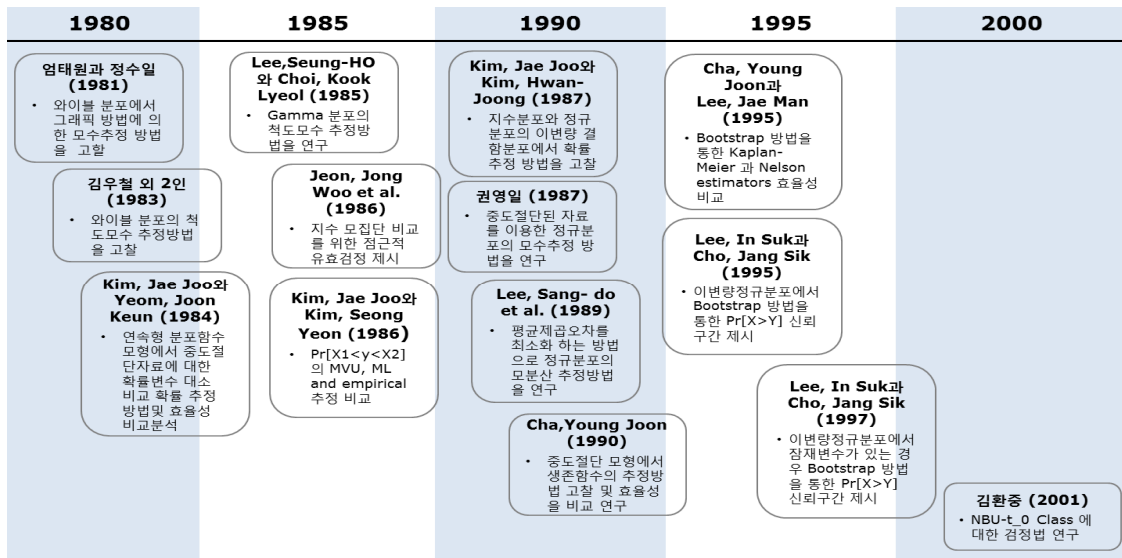 1980
1985
1990
1995
2000
엄태원과 정수일
(1981)
• 와이블 분포에서
그래픽 방법에 의
한 모수추정 방법
을 고할
김우철 외 2인
(1983)
• 와이블 분포의 척
도모수 추정방법
을 고찰
Kim, Jae Joo와
Yeom, Joon
Keun (1984)
• 연속형 분포함수
모형에서 중도절
단자료에 대한
확률변수 대소
비교 확률 추정
방법및 효율성
비교분석
Lee,Seung-HO
와 Choi, Kook
Lyeol (1985)
• Gamma 분포의
척도모수 추정방
법을 연구
Jeon, Jong
Woo et al.
(1986)
• 지수 모집단 비교
를 위한 점근적
유효검정 제시
Kim, Jae Joo와
Kim, Seong
Yeon (1986)
• Pr[X1<y<X2]
의 MVU, ML
and empirical
추정 비교
Kim, Jae Joo와
Kim, Hwan-
Joong (1987)
• 지수분포와 정규
분포의 이변량 결
함분포에서 확률
추정 방법을 고찰
권영일 (1987)
• 중도절단된 자료
를 이용한 정규분
포의 모수추정 방
법을 연구
Lee, Sang- do
et al. (1989)
• 평균제곱오차를
최소화 하는 방법
으로 정규분포의
모분산 추정방법
을 연구
Cha,Young Joon
(1990)
• 중도절단 모형에서
생존함수의 추정방
법 고찰 및 효율성
을 비교 연구
Cha, Young
Joon과
Lee, Jae Man
(1995)
• Bootstrap 방법을
통한 Kaplan-
Meier 과 Nelson
estimators 효율성
비교
Lee, In Suk과
Cho, Jang Sik
(1995)
• 이변량정규분포에서
Bootstrap 방법을
통한 Pr[X>Y] 신뢰
구간 제시
Lee, In Suk과
Cho, Jang Sik
(1997)
• 이변량정규분포에서
잠재변수가 있는 경
우 Bootstrap 방법
을 통한 Pr[X>Y]
신뢰구간 제시
김환중 (2001)
• NBU-t_0 Class 에
대한 검정법 연구